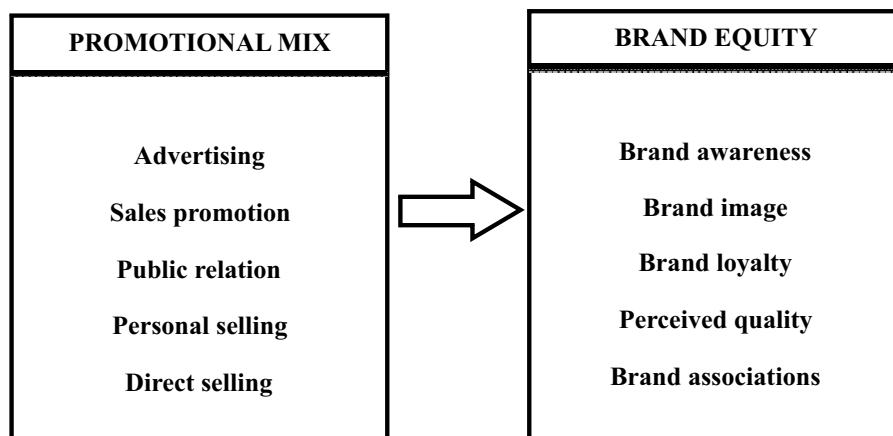 PROMOTIONAL MIX
Advertising
Sales promotion
Public relation
Personal selling
Direct selling
BRAND EQUITY
Brand awareness
Brand image
Brand loyalty
Perceived quality
Brand associations